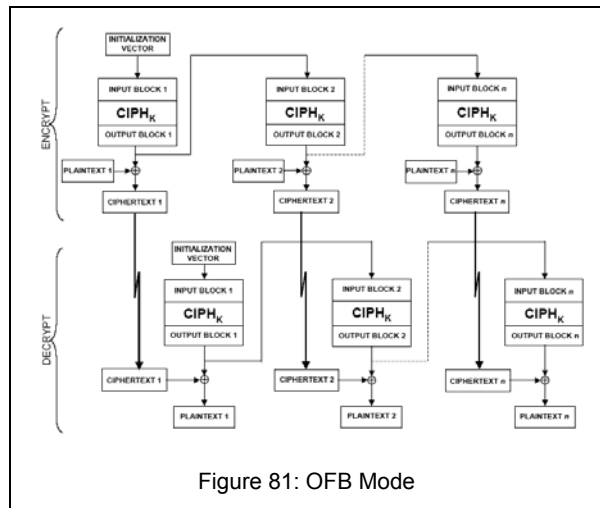 INITIALIZATION
VECTOR
INPUT BLOCK 1
CIPHK
OUTPUT BLOCK 1
INPUT BLOCK 2
CIPHK
OUTPUT BLOCK 2
INPUT BLOCK n
CIPHK
OUTPUT BLOCK n
ENCRYPT
PLAINTEXT 1
PLAINTEXT 2
PLAINTEXT n
CIPHERTEXT 1
CIPHERTEXT 2
CIPHERTEXT n
INITIALIZATION
VECTOR
INPUT BLOCK 1
CIPHK
OUTPUT BLOCK 1
INPUT BLOCK 2
CIPHK
OUTPUT BLOCK 2
INPUT BLOCK n
CIPHK
OUTPUT BLOCK n
DECRYPT
CIPHERTEXT 1
CIPHERTEXT 2
CIPHERTEXT n
PLAINTEXT 1
PLAINTEXT 2
PLAINTEXT n
Figure 81: OFB Mode